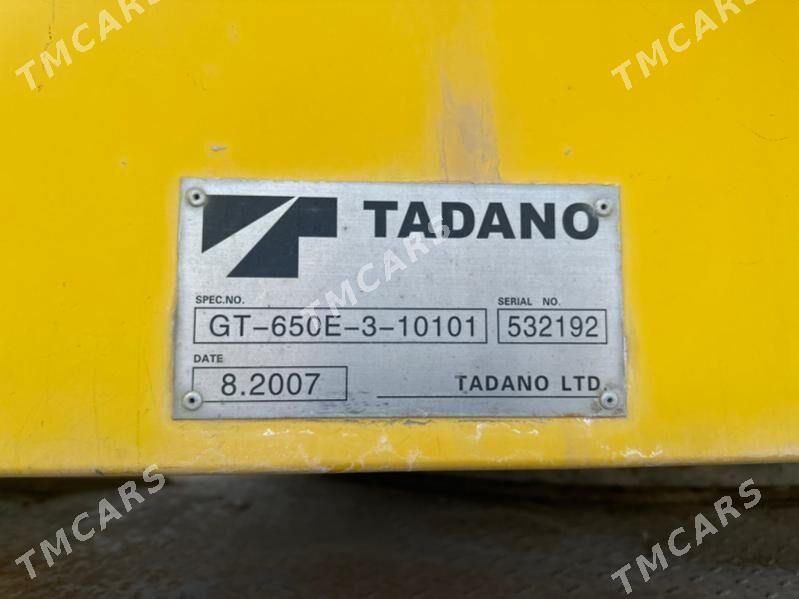 TMCARS
TMCARS
TADANO
SPEC.NO.
SERIAL NO.
GT-650E-3-10101
532192
TMCARS
DATE
8.2007
TADANO LTD.
TMCARS
TMCARS